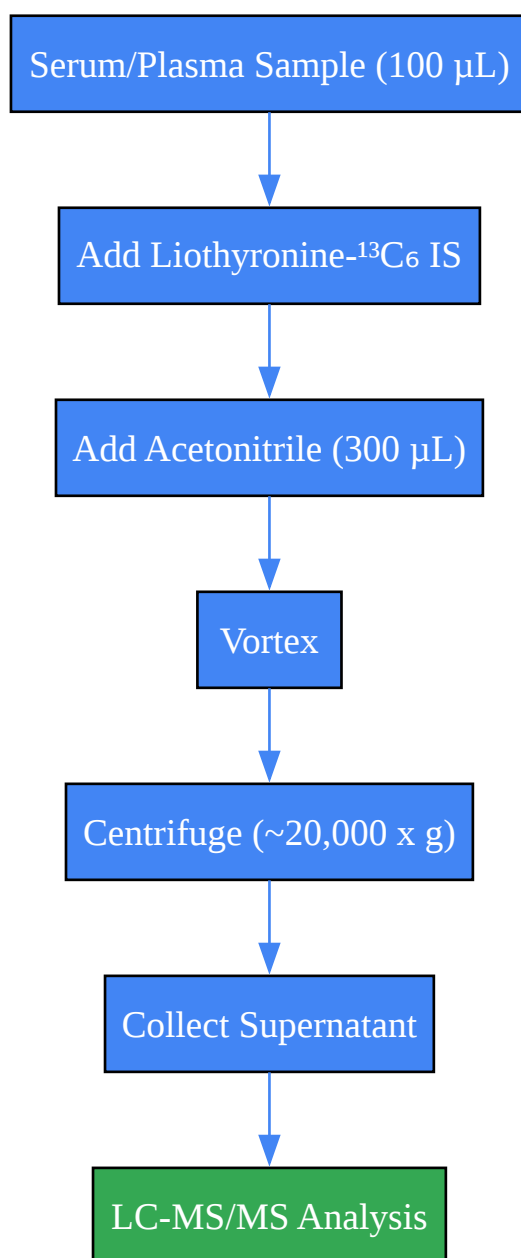 Serum/Plasma Sample (100 µL)
Add Liothyronine-¹³C₆ IS
Add Acetonitrile (300 µL)
Vortex
Centrifuge (~20,000 x g)
Collect Supernatant
LC-MS/MS Analysis